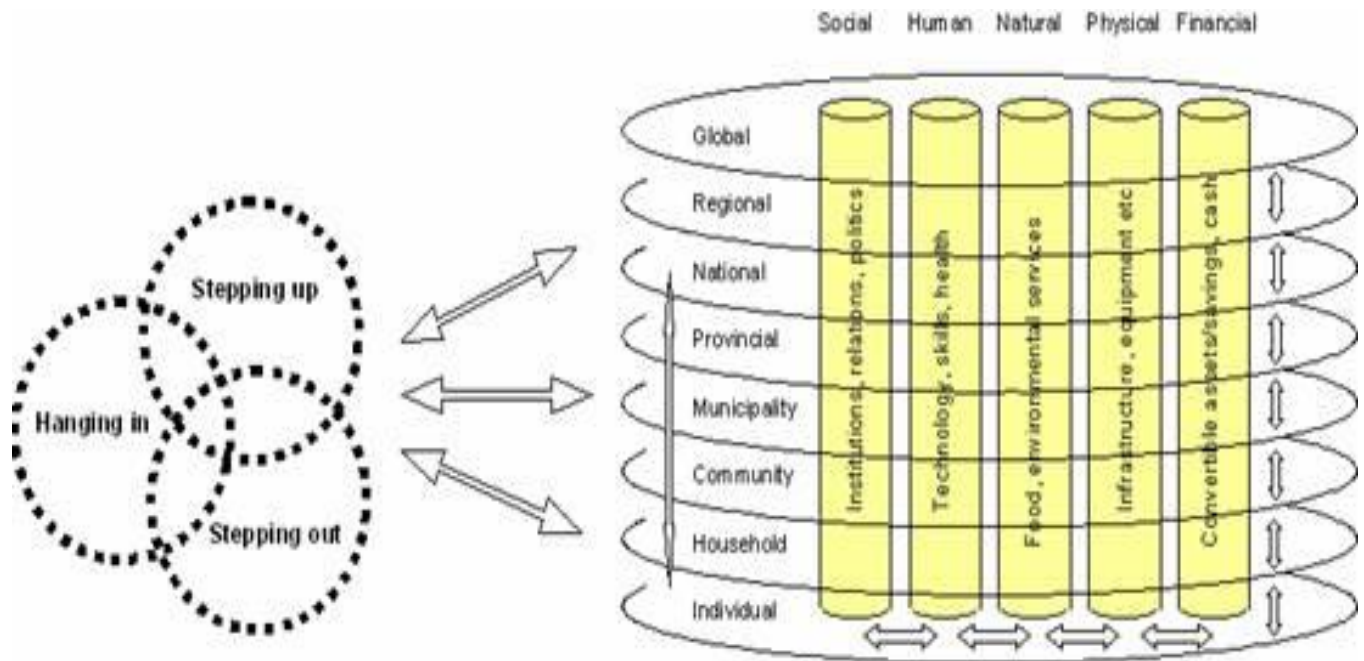 Social Human Natural Physical Financial
Global
Regional
National
Provincial
Municipality
Community
Household
Individual
Institutions, relations, politics
Technology, skills, health
Food, environmental services
Infrastructure, equipment etc
Convertible assets/savings, cash
Stepping up
Hanging in
Stepping out